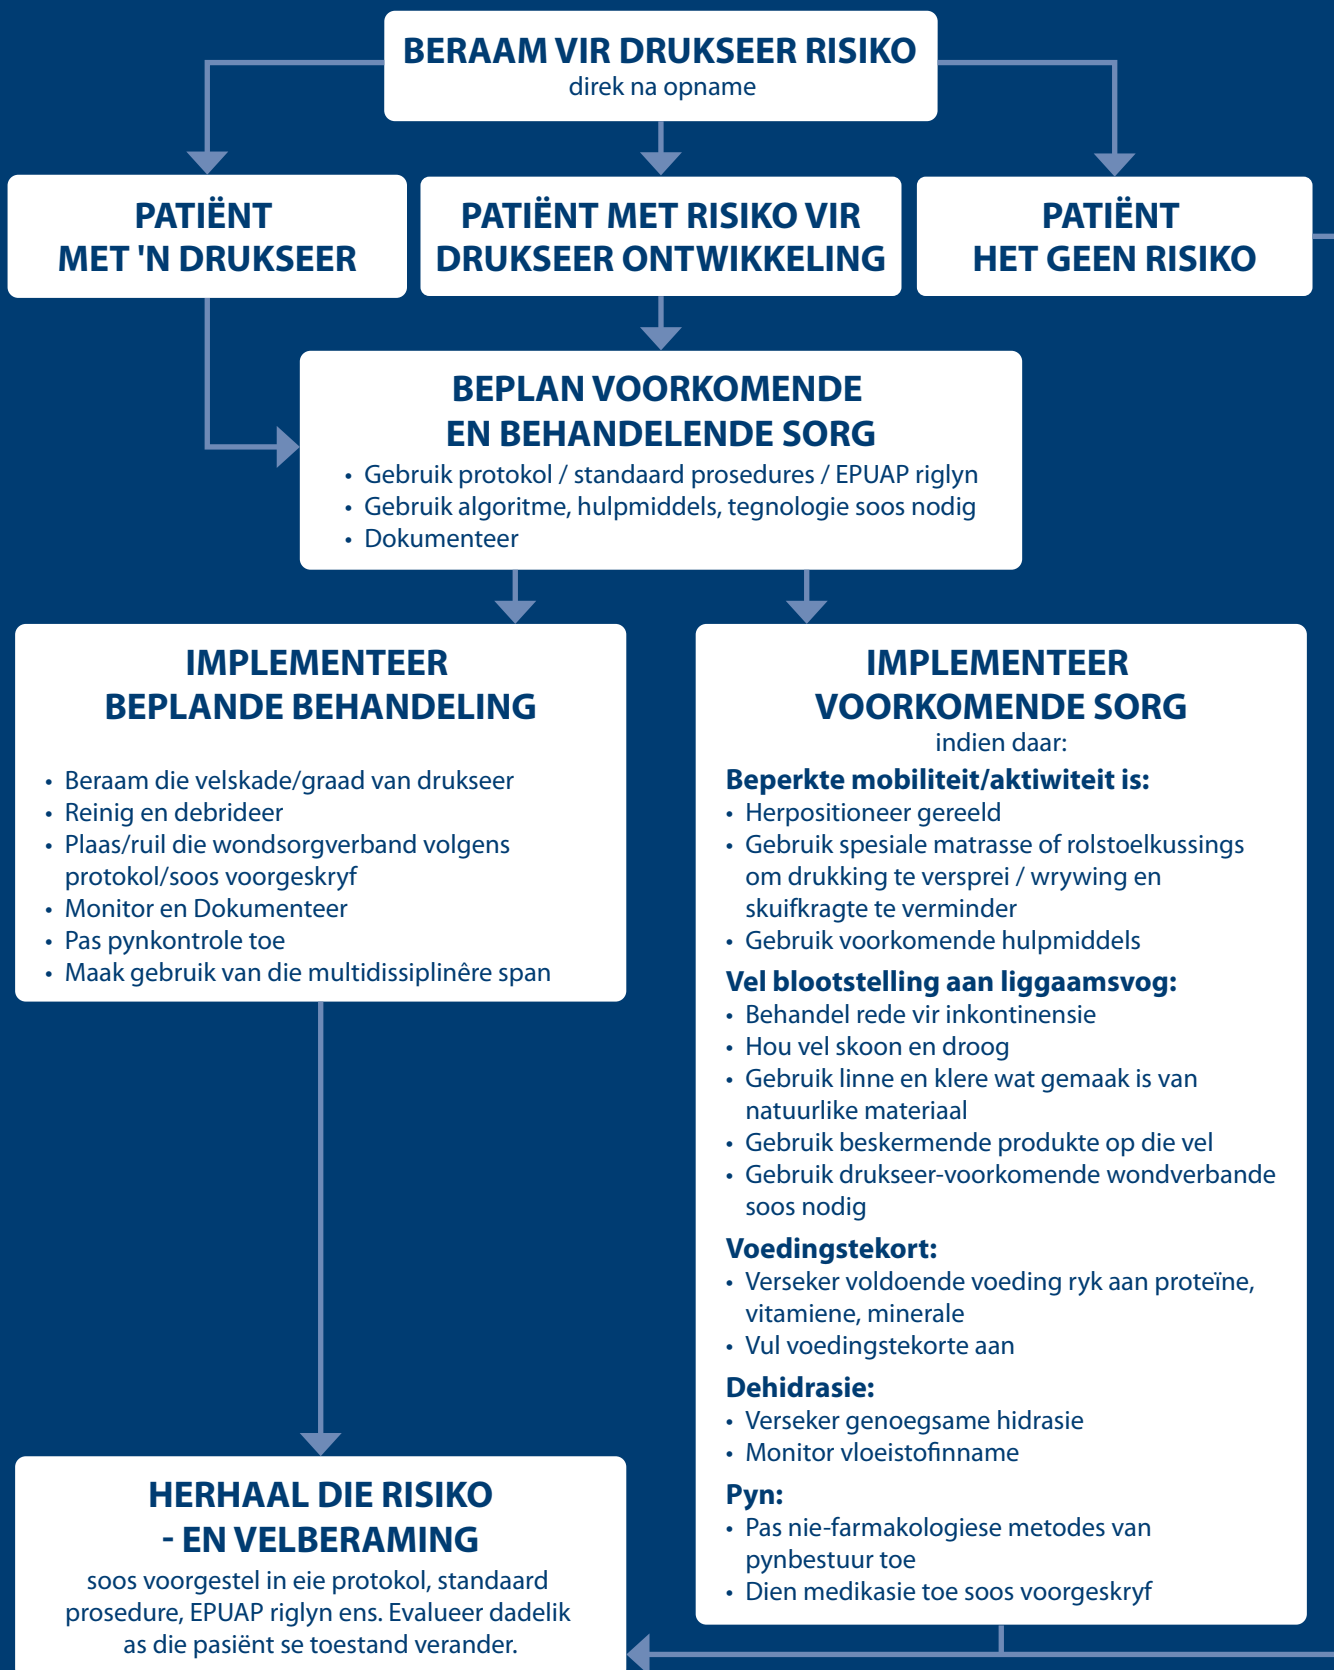 BERAAM VIR DRUKSEER RISIKO
direk na opname
PATIËNT
MET 'N DRUKSEER
PATIËNT MET RISIKO VIR
DRUKSEER ONTWIKKELING
PATIËNT
HET GEEN RISIKO
BEPLAN VOORKOMENDE
EN BEHANDELENDE SORG
• Gebruik protokol / standaard prosedures / EPUAP riglyn
• Gebruik algoritme, hulpmiddels, tegnologie soos nodig
• Dokumenteer
IMPLEMENTEER
BEPLANDE BEHANDELING
• Beraam die velskade/graad van drukseer
• Reinig en debrideer
• Plaas/ruil die wondsorgverband volgens
protokol/soos voorgeskryf
• Monitor en Dokumenteer
• Pas pynkontrole toe
• Maak gebruik van die multidissiplinêre span
IMPLEMENTEER
VOORKOMENDE SORG
indien daar:
Beperkte mobiliteit/aktiwiteit is:
• Herpositioneer gereeld
• Gebruik spesiale matrasse of rolstoelkussings
om drukking te versprei / wrywing en
skuifkragte te verminder
• Gebruik voorkomende hulpmiddels
Vel blootstelling aan liggaamsvog:
• Behandel rede vir inkontinensie
• Hou vel skoon en droog
• Gebruik linne en klere wat gemaak is van
natuurlike materiaal
• Gebruik beskermende produkte op die vel
• Gebruik drukseer-voorkomende wondverbande
soos nodig
Voedingstekort:
• Verseker voldoende voeding ryk aan proteïne,
vitamiene, minerale
• Vul voedingstekorte aan
Dehidrasie:
• Verseker genoegsame hidrasie
• Monitor vloeistofinname
Pyn:
• Pas nie-farmakologiese metodes van
pynbestuur toe
• Dien medikasie toe soos voorgeskryf
HERHAAL DIE RISIKO
- EN VELBERAMING
soos voorgestel in eie protokol, standaard
prosedure, EPUAP riglyn ens. Evalueer dadelik
as die pasiënt se toestand verander.